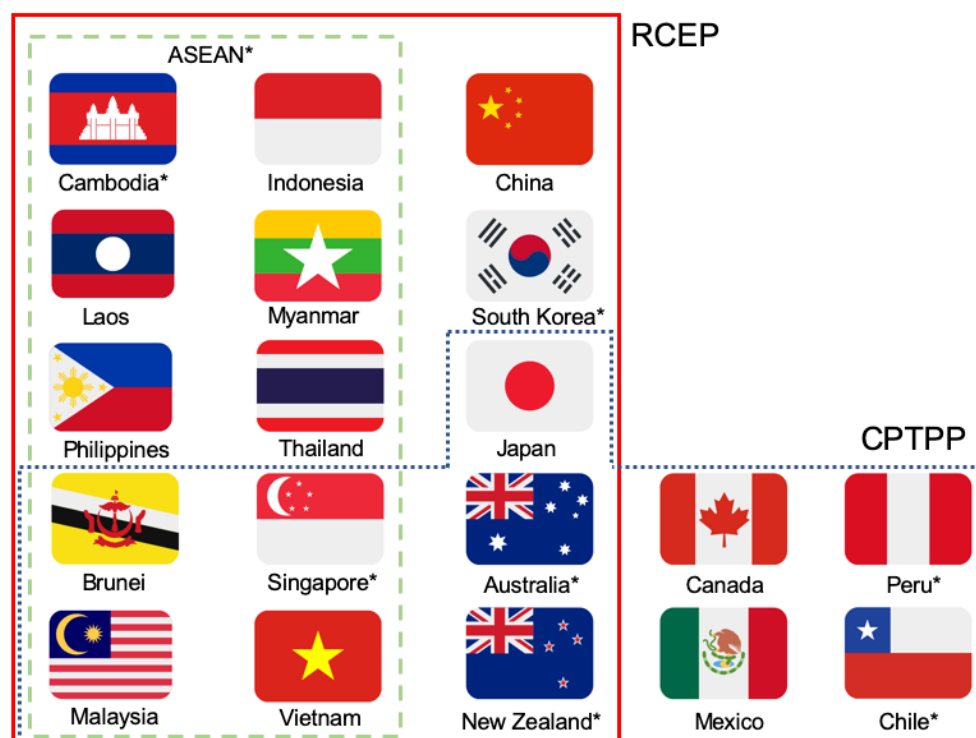 RCEP
ASEAN*
Cambodia*
Indonesia
China
Laos
Myanmar
South Korea*
Philippines
Thailand
Japan
CPTPP
Brunei
Singapore*
Australia*
Canada
Peru*
Malaysia
Vietnam
New Zealand*
Mexico
Chile*